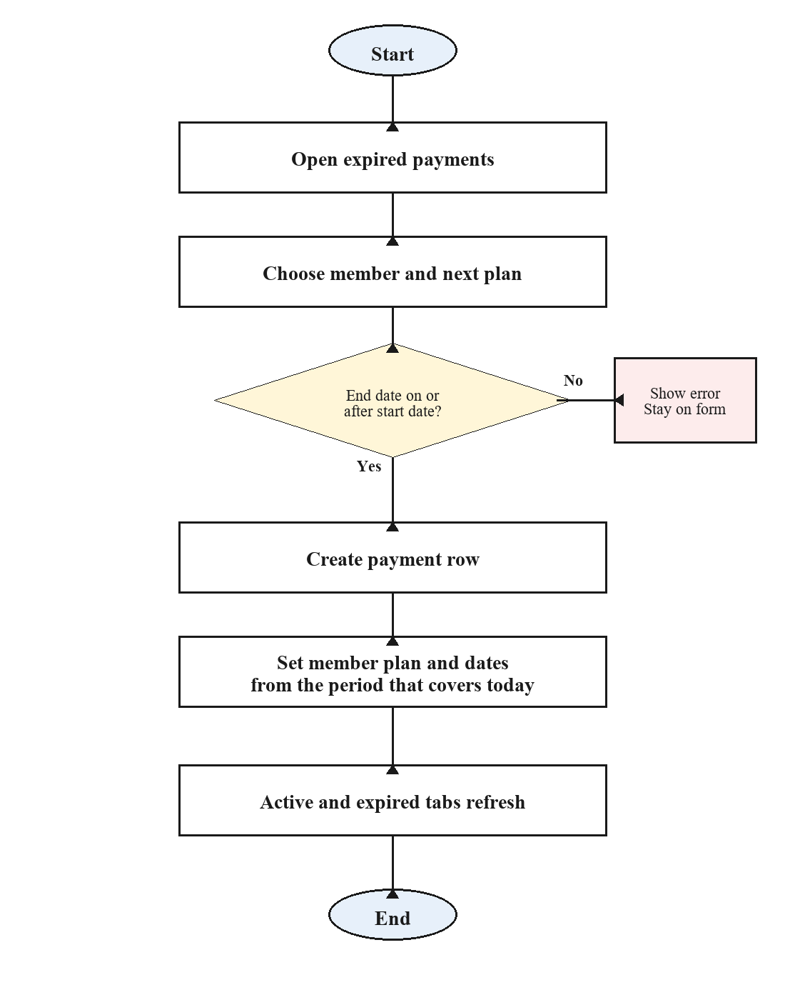 Start
Open expired payments
Choose member and next plan
End date on or
after start date?
No
Show error
Stay on form
Yes
Create payment row
Set member plan and dates
from the period that covers today
Active and expired tabs refresh
End